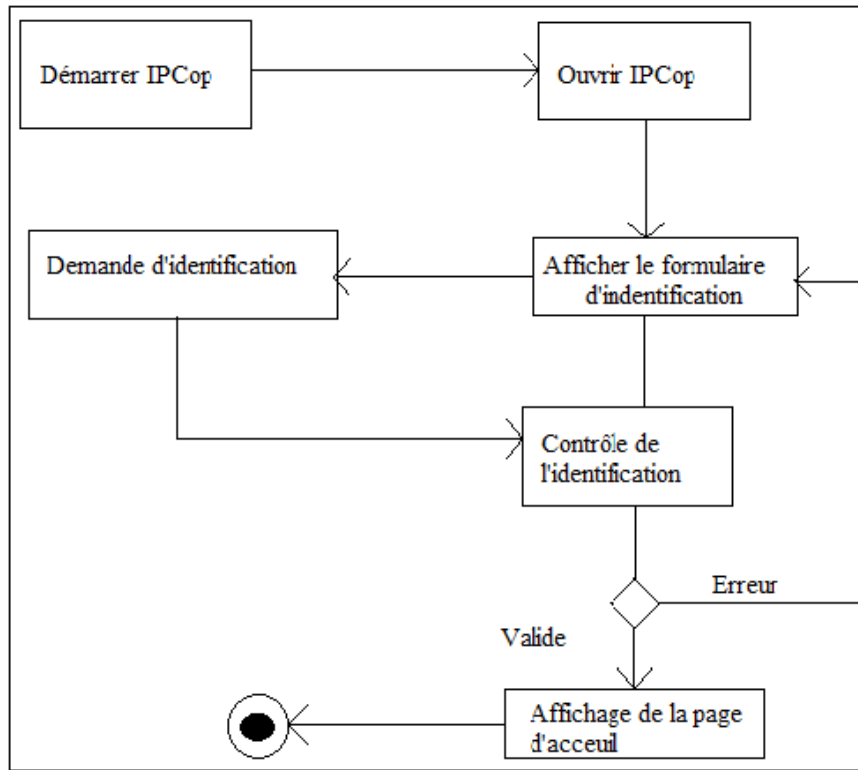 Démarrer IPCop
Ouvrir IPCop
Demande d'identification
Afficher le formulaire
d'indentification
Contrôle de
l'identification
Erreur
Valide
Affichage de la page
d'acceuil